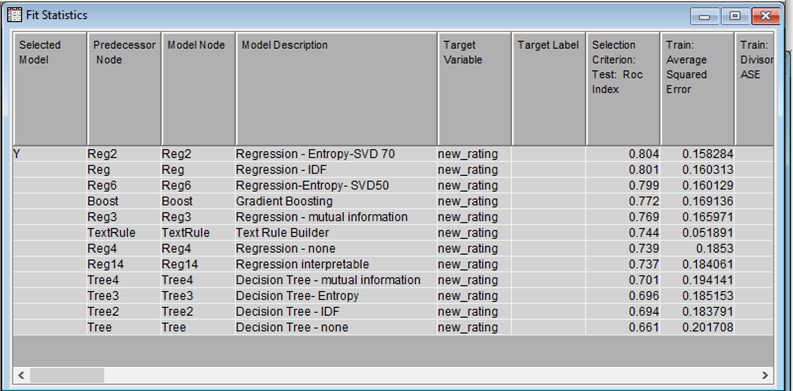 Fit Statistics
Selected Model Predecessor Node Model Node Model Description Target Variable Target Label Selection Criterion: Test: Roc Index Train: Average Squared Error Train: Divisor ASE
Y Reg2 Reg2 Regression - Entropy-SVD 70 new_rating 0.804 0.158284
Reg Reg Regression - IDF new_rating 0.801 0.160313
Reg6 Reg6 Regression-Entropy- SVD50 new_rating 0.799 0.160129
Boost Boost Gradient Boosting new_rating 0.772 0.169136
Reg3 Reg3 Regression - mutual information new_rating 0.769 0.165971
TextRule TextRule Text Rule Builder new_rating 0.744 0.051891
Reg4 Reg4 Regression - none new_rating 0.739 0.1853
Reg14 Reg14 Regression interpretable new_rating 0.737 0.184061
Tree4 Tree4 Decision Tree - mutual information new_rating 0.701 0.194141
Tree3 Tree3 Decision Tree- Entropy new_rating 0.696 0.185153
Tree2 Tree2 Decision Tree - IDF new_rating 0.694 0.183791
Tree Tree Decision Tree - none new_rating 0.661 0.201708